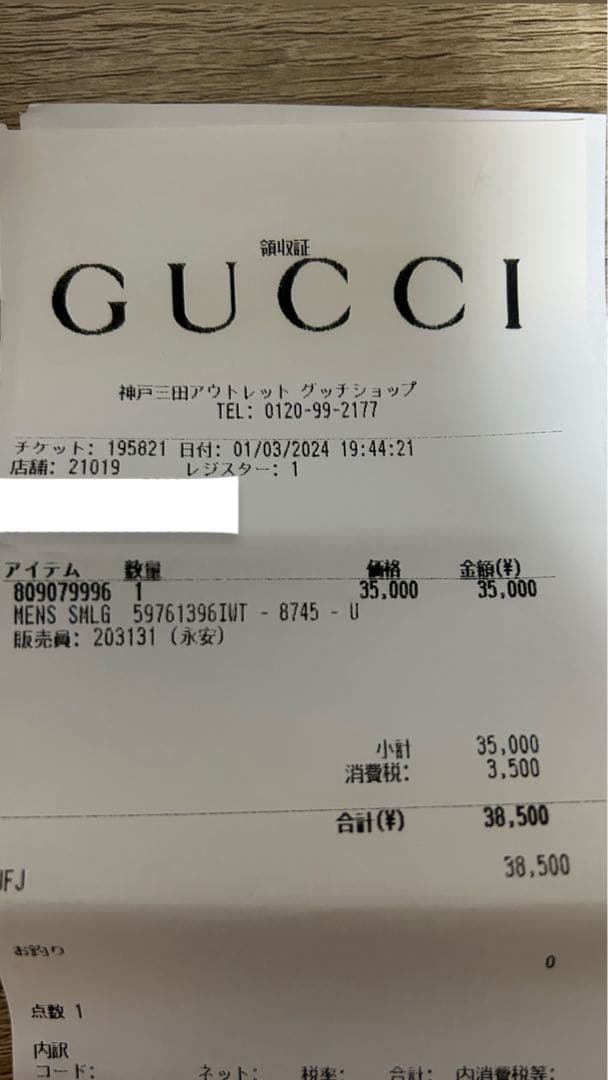 領収証
GUCCI
神戸三田アウトレット グッチショップ
TEL: 0120-99-2177
チケット: 195821 日付: 01/03/2024 19:44:21
店舗: 21019 レジスター: 1
アイテム 数量 価格 金額(¥)
809079996 1 35,000 35,000
MENS SMLG 59761396IWT - 8745 - U
販売員: 203131 (永安)
小計 35,000
消費税: 3,500
合計(¥) 38,500
UFJ 38,500
お釣り 0
点数 1
内訳
コード: ネット: 税率: 合計: 内消費税等: